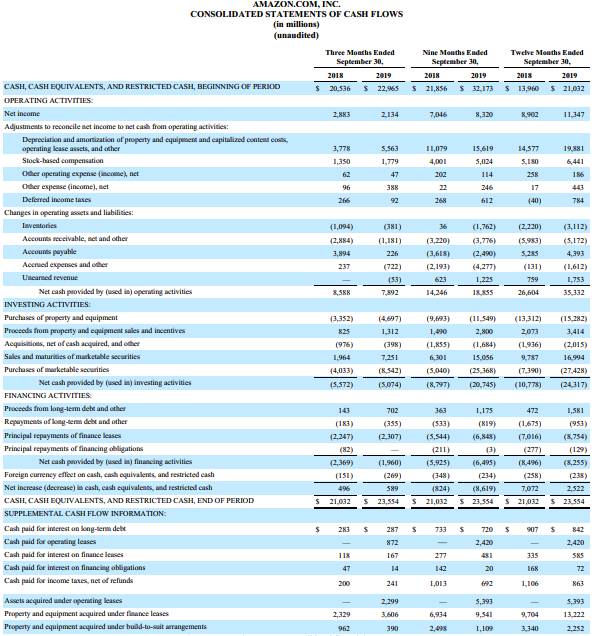 AMAZON.COM, INC.
CONSOLIDATED STATEMENTS OF CASH FLOWS
(in millions)
(unaudited)
Three Months Ended September 30, Nine Months Ended September 30, Twelve Months Ended September 30,
2018 2019 2018 2019 2018 2019
CASH, CASH EQUIVALENTS, AND RESTRICTED CASH, BEGINNING OF PERIOD $ 20,536 $ 22,965 $ 21,856 $ 32,173 $ 13,960 $ 21,032
OPERATING ACTIVITIES:
Net income 2,883 2,134 7,046 8,320 8,902 11,347
Adjustments to reconcile net income to net cash from operating activities:
Depreciation and amortization of property and equipment and capitalized content costs,
operating lease assets, and other 3,778 5,563 11,079 15,619 14,577 19,881
Stock-based compensation 1,350 1,779 4,001 5,024 5,180 6,441
Other operating expense (income), net 62 47 202 114 258 186
Other expense (income), net 96 388 22 246 17 443
Deferred income taxes 266 92 268 612 (40) 784
Changes in operating assets and liabilities:
Inventories (1,094) (381) 36 (1,762) (2,220) (3,112)
Accounts receivable, net and other (2,884) (1,181) (3,220) (3,776) (5,983) (5,172)
Accounts payable 3,894 226 (3,618) (2,490) 5,285 4,393
Accrued expenses and other 237 (722) (2,193) (4,277) (131) (1,612)
Unearned revenue — (53) 623 1,225 759 1,753
Net cash provided by (used in) operating activities 8,588 7,892 14,246 18,855 26,604 35,332
INVESTING ACTIVITIES:
Purchases of property and equipment (3,352) (4,697) (9,693) (11,549) (13,312) (15,282)
Proceeds from property and equipment sales and incentives 825 1,312 1,490 2,800 2,073 3,414
Acquisitions, net of cash acquired, and other (976) (398) (1,855) (1,684) (1,936) (2,015)
Sales and maturities of marketable securities 1,964 7,251 6,301 15,056 9,787 16,994
Purchases of marketable securities (4,033) (8,542) (5,040) (25,368) (7,390) (27,428)
Net cash provided by (used in) investing activities (5,572) (5,074) (8,797) (20,745) (10,778) (24,317)
FINANCING ACTIVITIES:
Proceeds from long-term debt and other 143 702 363 1,175 472 1,581
Repayments of long-term debt and other (183) (355) (533) (819) (1,675) (953)
Principal repayments of finance leases (2,247) (2,307) (5,544) (6,848) (7,016) (8,754)
Principal repayments of financing obligations (82) — (211) (3) (277) (129)
Net cash provided by (used in) financing activities (2,369) (1,960) (5,925) (6,495) (8,496) (8,255)
Foreign currency effect on cash, cash equivalents, and restricted cash (151) (269) (348) (234) (258) (238)
Net increase (decrease) in cash, cash equivalents, and restricted cash 496 589 (824) (8,619) 7,072 2,522
CASH, CASH EQUIVALENTS, AND RESTRICTED CASH, END OF PERIOD $ 21,032 $ 23,554 $ 21,032 $ 23,554 $ 21,032 $ 23,554
SUPPLEMENTAL CASH FLOW INFORMATION:
Cash paid for interest on long-term debt $ 283 $ 287 $ 733 $ 720 $ 907 $ 842
Cash paid for operating leases — 872 — 2,420 — 2,420
Cash paid for interest on finance leases 118 167 277 481 335 585
Cash paid for interest on financing obligations 47 14 142 20 168 72
Cash paid for income taxes, net of refunds 200 241 1,013 692 1,106 863
Assets acquired under operating leases — 2,299 — 5,393 — 5,393
Property and equipment acquired under finance leases 2,329 3,606 6,934 9,541 9,704 13,222
Property and equipment acquired under build-to-suit arrangements 962 390 2,498 1,109 3,340 2,252